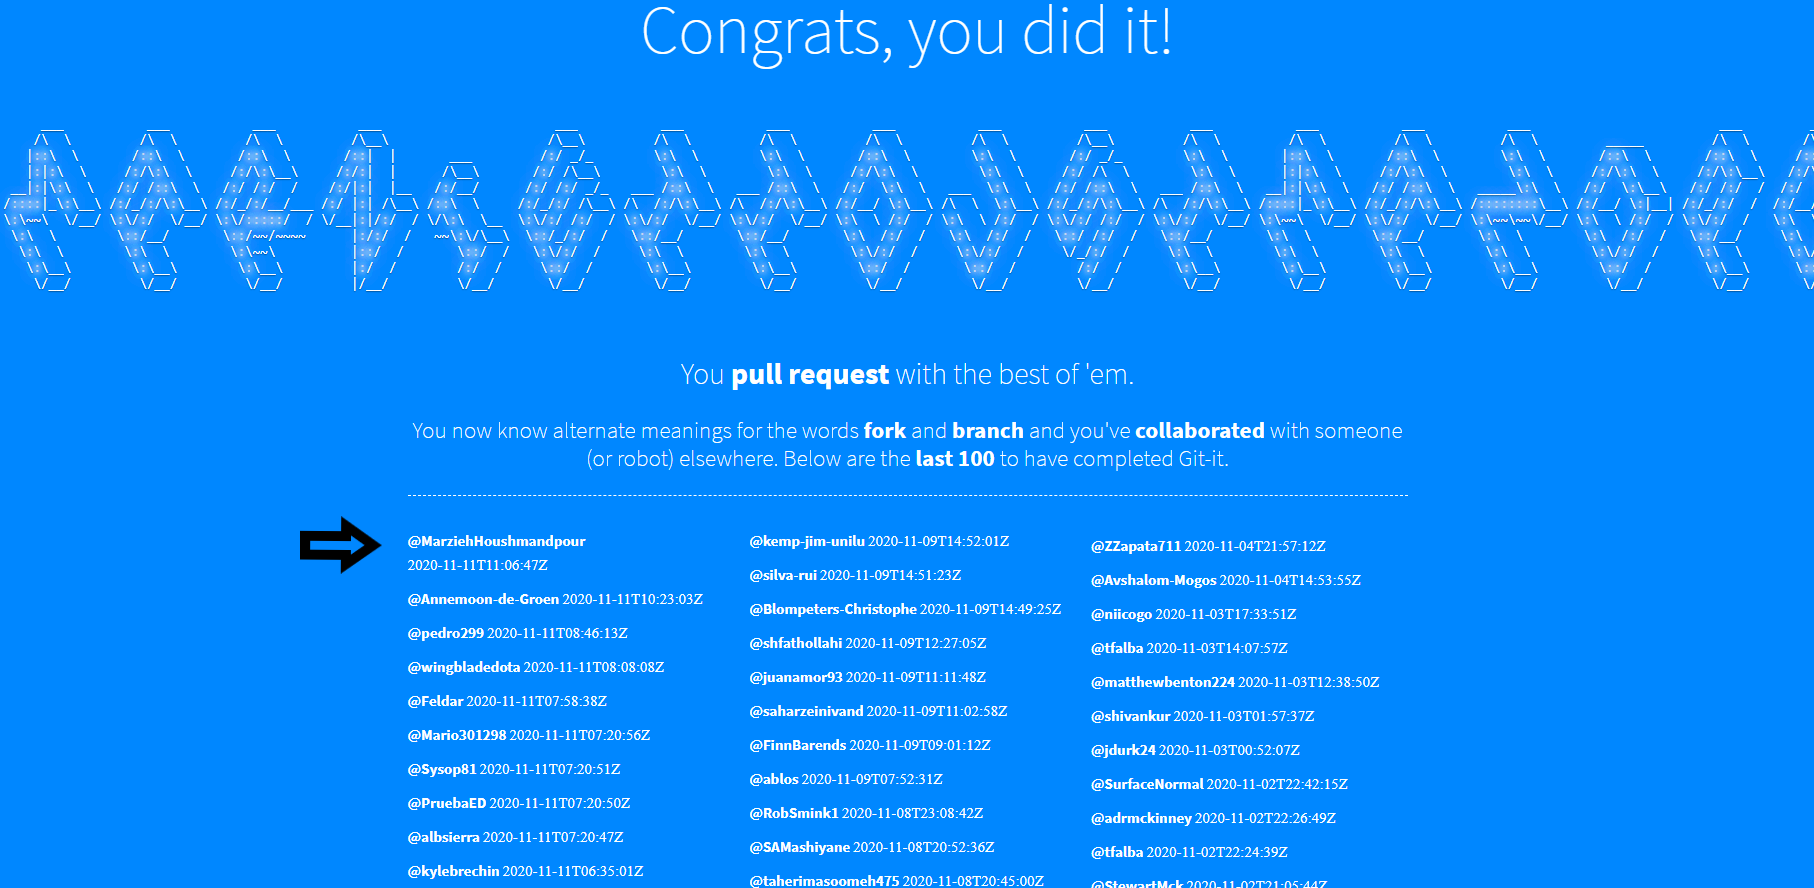 Congrats, you did it!
You pull request with the best of 'em.
You now know alternate meanings for the words fork and branch and you've collaborated with someone
(or robot) elsewhere. Below are the last 100 to have completed Git-it.
@MarziehHoushmandpour
2020-11-11T11:06:47Z
@Annemoon-de-Groen 2020-11-11T10:23:03Z
@pedro299 2020-11-11T08:46:13Z
@wingbladedota 2020-11-11T08:08:08Z
@Feldar 2020-11-11T07:58:38Z
@Mario301298 2020-11-11T07:20:56Z
@Sysop81 2020-11-11T07:20:51Z
@PruebaED 2020-11-11T07:20:50Z
@albsierra 2020-11-11T07:20:47Z
@kylebrechin 2020-11-11T06:35:01Z
@kemp-jim-unilu 2020-11-09T14:52:01Z
@silva-rui 2020-11-09T14:51:23Z
@Blompeters-Christophe 2020-11-09T14:49:25Z
@shfathollahi 2020-11-09T12:27:05Z
@juanamor93 2020-11-09T11:11:48Z
@saharzeinivand 2020-11-09T11:02:58Z
@FinnBarends 2020-11-09T09:01:12Z
@ablos 2020-11-09T07:52:31Z
@RobSmink1 2020-11-08T23:08:42Z
@SAMashiyane 2020-11-08T20:52:36Z
@taherimasoomeh475 2020-11-08T20:45:00Z
@ZZapata711 2020-11-04T21:57:12Z
@Avshalom-Mogos 2020-11-04T14:53:55Z
@niicogo 2020-11-03T17:33:51Z
@tfalba 2020-11-03T14:07:57Z
@matthewbenton224 2020-11-03T12:38:50Z
@shivankur 2020-11-03T01:57:37Z
@jdurk24 2020-11-03T00:52:07Z
@SurfaceNormal 2020-11-02T22:42:15Z
@adrmckinney 2020-11-02T22:26:49Z
@tfalba 2020-11-02T22:24:39Z
@StewartMck 2020-11-02T21:05:44Z